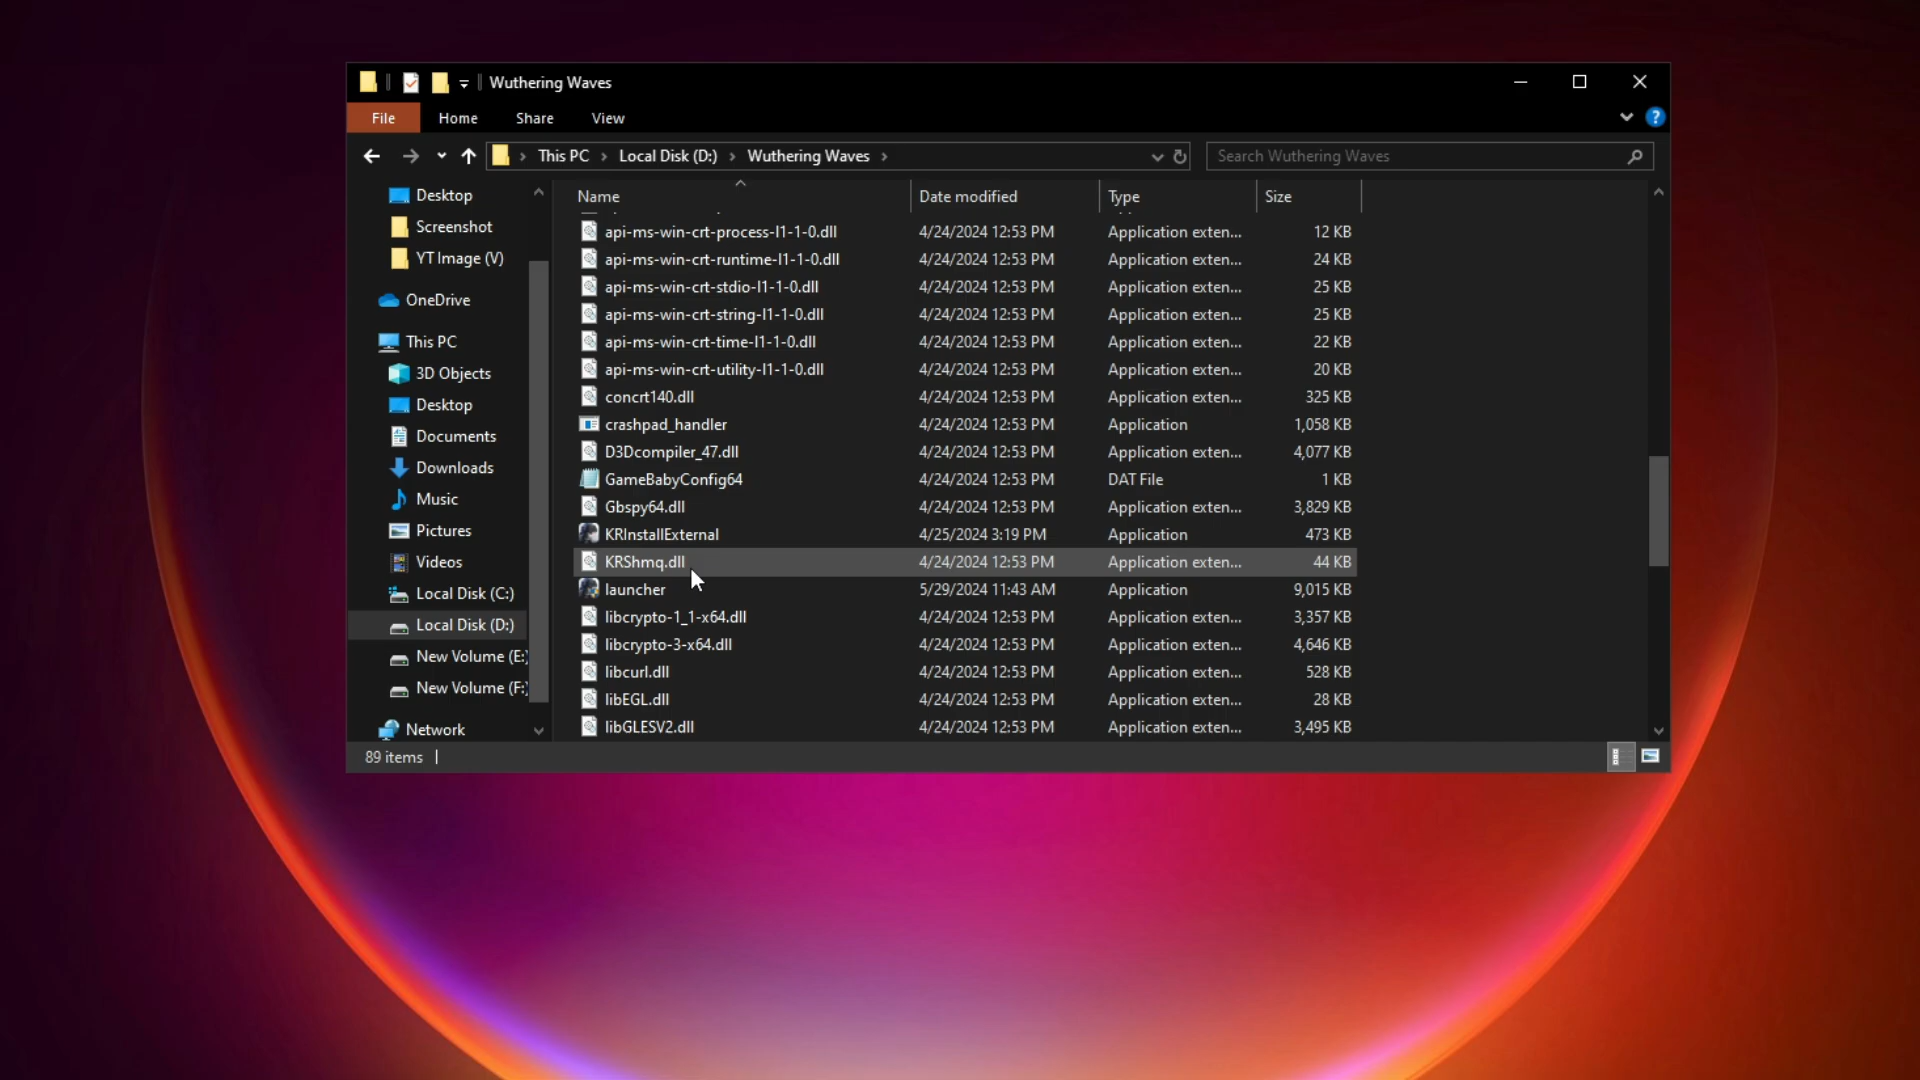 Wuthering Waves
File Home Share View
This PC Local Disk (D:) Wuthering Waves
Search Wuthering Waves
Desktop
Screenshot
YT Image (V)
OneDrive
This PC
3D Objects
Desktop
Documents
Downloads
Music
Pictures
Videos
Local Disk (C:)
Local Disk (D:)
New Volume (E:)
New Volume (F:)
Network
Name Date modified Type Size
api-ms-win-crt-process-l1-1-0.dll 4/24/2024 12:53 PM Application exten... 12 KB
api-ms-win-crt-runtime-l1-1-0.dll 4/24/2024 12:53 PM Application exten... 24 KB
api-ms-win-crt-stdio-l1-1-0.dll 4/24/2024 12:53 PM Application exten... 25 KB
api-ms-win-crt-string-l1-1-0.dll 4/24/2024 12:53 PM Application exten... 25 KB
api-ms-win-crt-time-l1-1-0.dll 4/24/2024 12:53 PM Application exten... 22 KB
api-ms-win-crt-utility-l1-1-0.dll 4/24/2024 12:53 PM Application exten... 20 KB
concrt140.dll 4/24/2024 12:53 PM Application exten... 325 KB
crashpad_handler 4/24/2024 12:53 PM Application 1,058 KB
D3Dcompiler_47.dll 4/24/2024 12:53 PM Application exten... 4,077 KB
GameBabyConfig64 4/24/2024 12:53 PM DAT File 1 KB
Gbspy64.dll 4/24/2024 12:53 PM Application exten... 3,829 KB
KRInstallExternal 4/25/2024 3:19 PM Application 473 KB
KRShmq.dll 4/24/2024 12:53 PM Application exten... 44 KB
launcher 5/29/2024 11:43 AM Application 9,015 KB
libcrypto-1_1-x64.dll 4/24/2024 12:53 PM Application exten... 3,357 KB
libcrypto-3-x64.dll 4/24/2024 12:53 PM Application exten... 4,646 KB
libcurl.dll 4/24/2024 12:53 PM Application exten... 528 KB
libEGL.dll 4/24/2024 12:53 PM Application exten... 28 KB
libGLESV2.dll 4/24/2024 12:53 PM Application exten... 3,495 KB
89 items